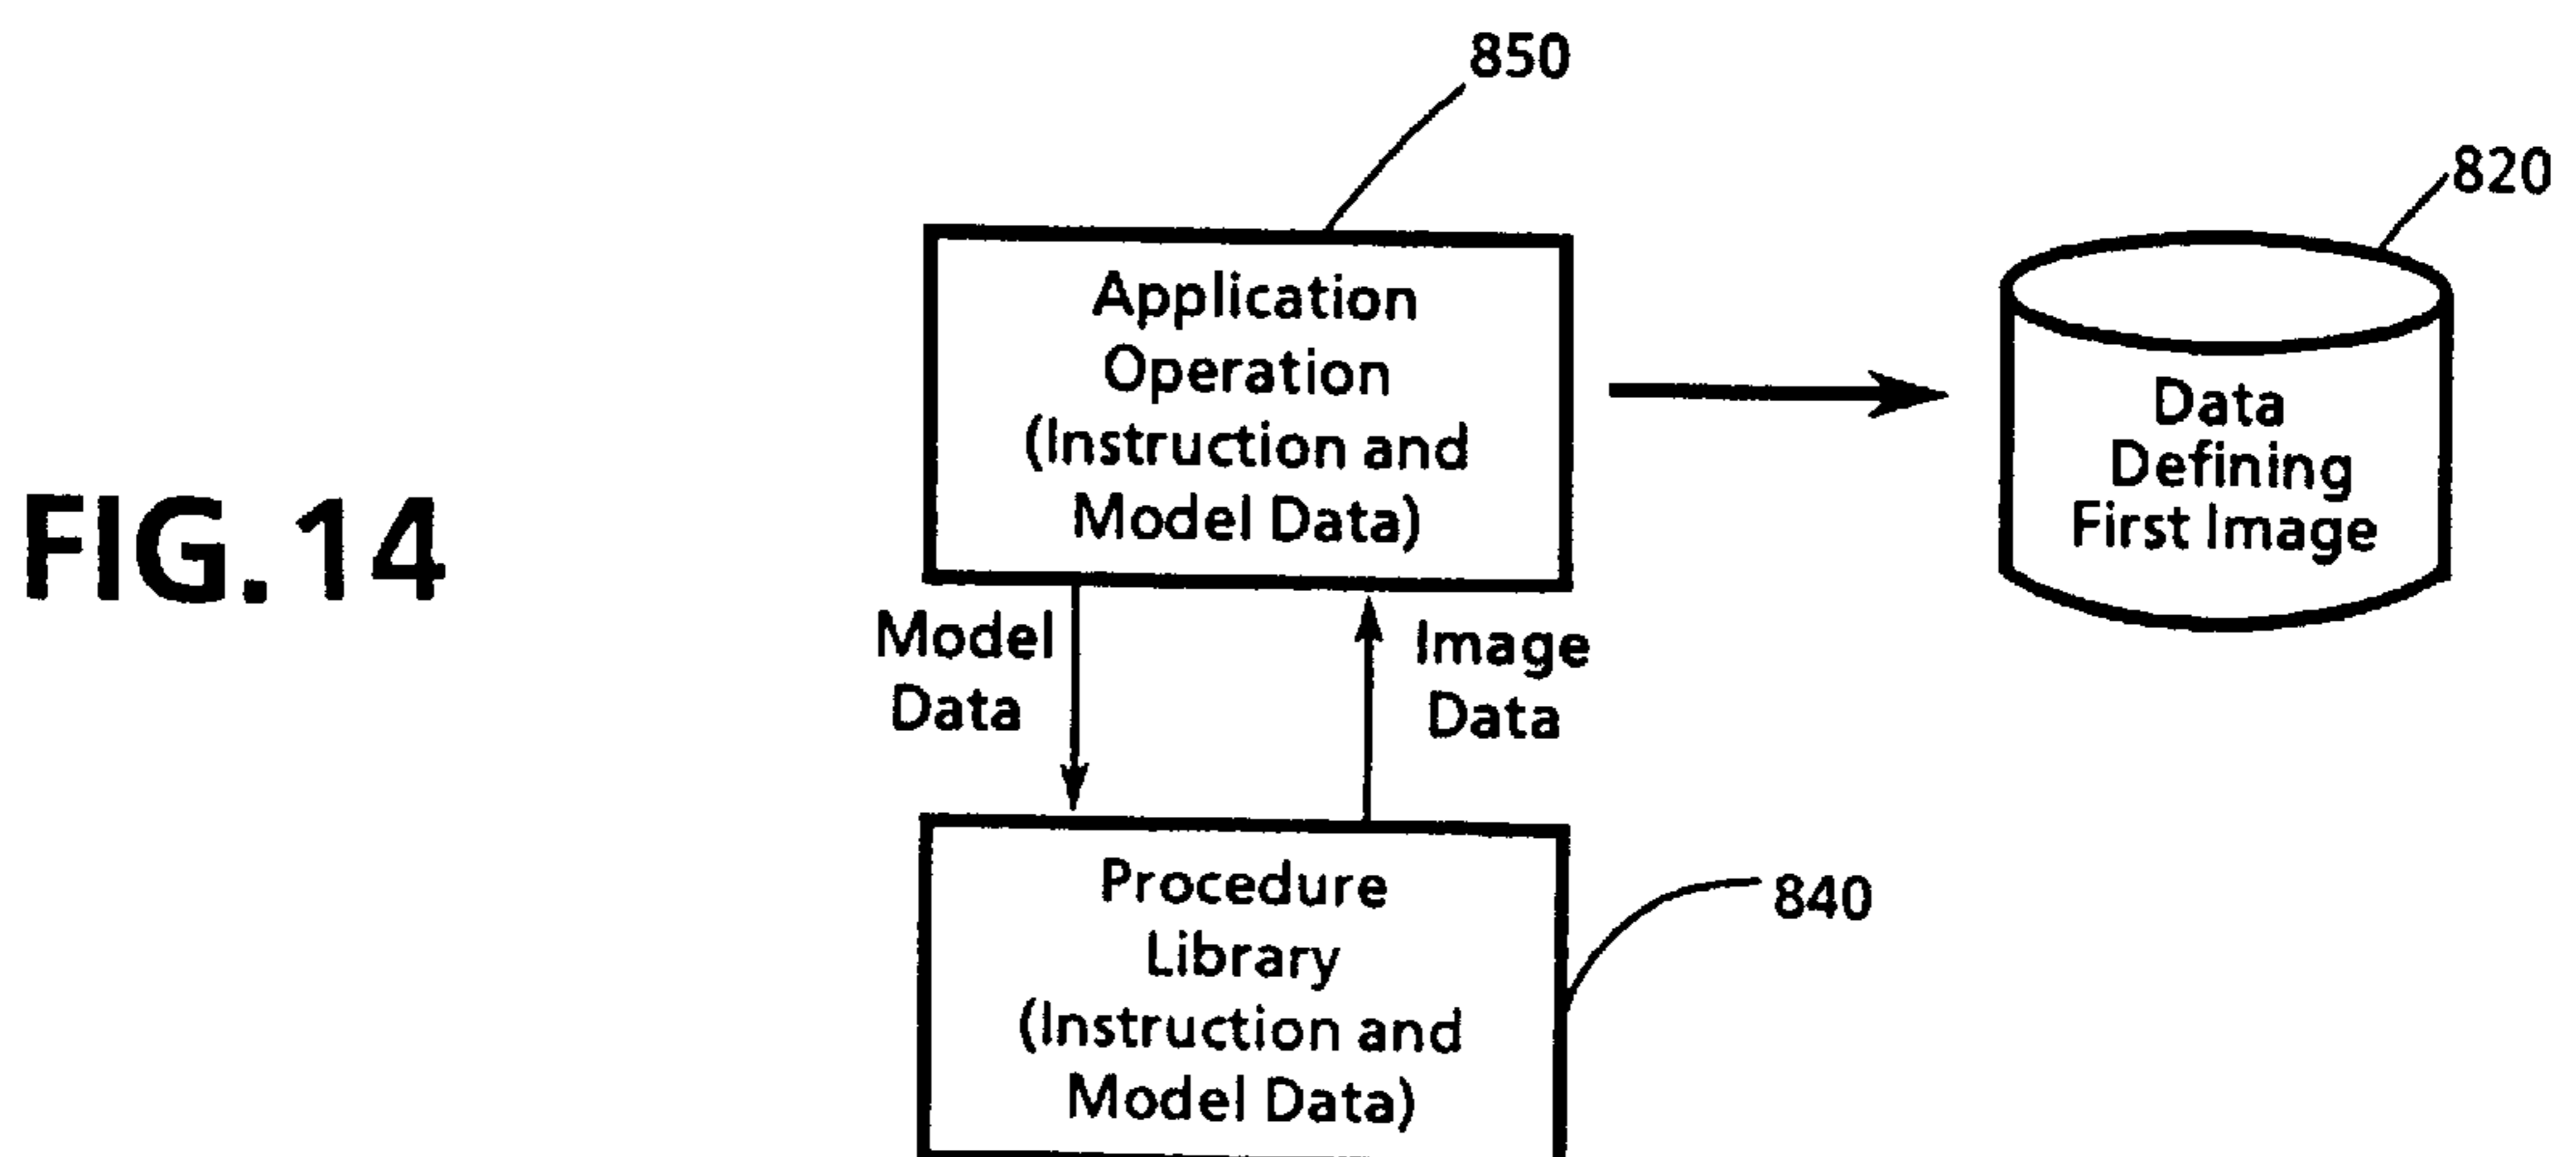 850
820
Application
Operation
(Instruction and
Model Data)
Data
Defining
First Image
FIG.14
Model
Data
Image
Data
Procedure
Library
(Instruction and
Model Data)
840